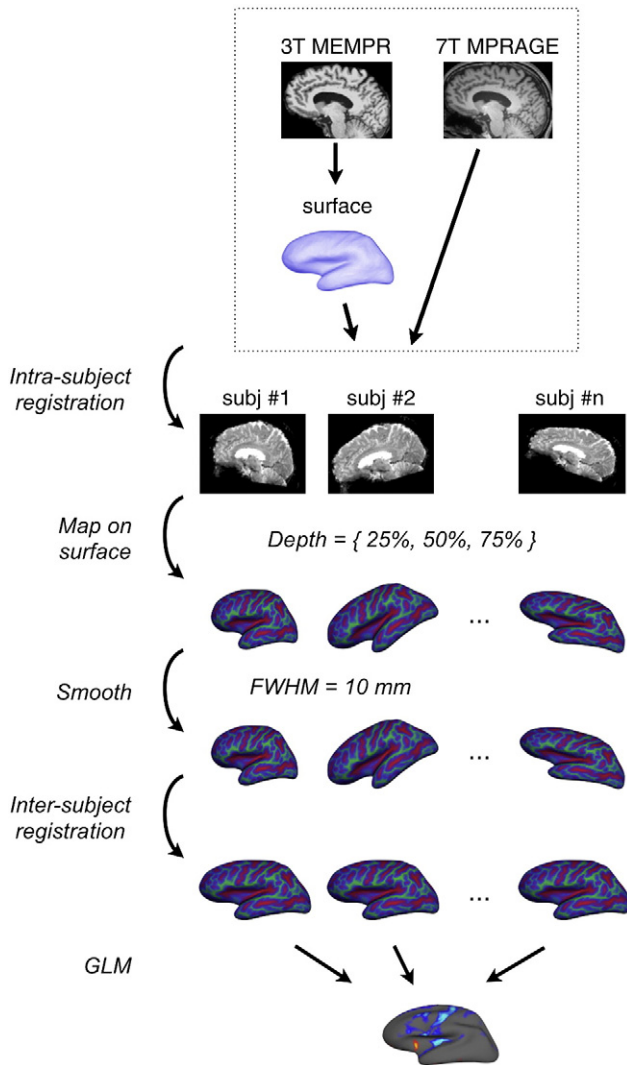 3T MEMPR
7T MPRAGE
surface
Intra-subject
registration
subj #1
subj #2
subj #n
Map on
surface
Depth = { 25%, 50%, 75% }
...
Smooth
FWHM = 10 mm
...
Inter-subject
registration
...
GLM